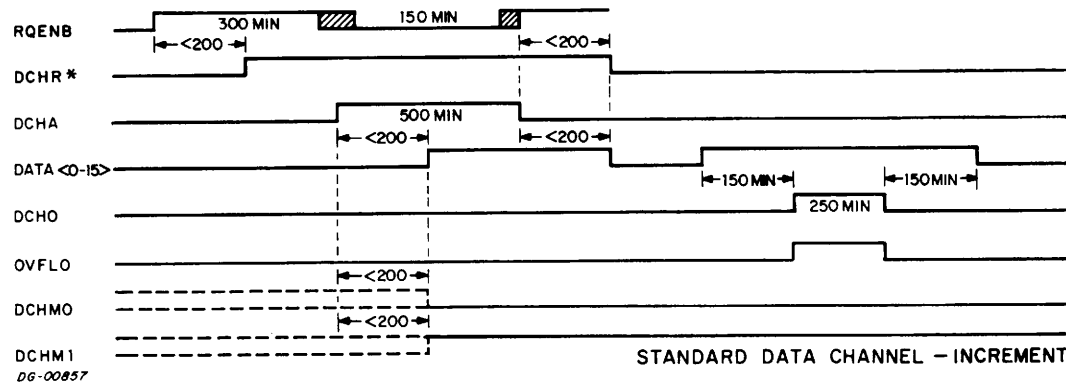 RQENB
300 MIN
150 MIN
<200
<200
DCHR*
DCHA
500 MIN
<200
<200
DATA <0-15>
150 MIN
150 MIN
DCHO
250 MIN
OVFLO
<200
DCHMO
<200
DCHM1
STANDARD DATA CHANNEL – INCREMENT
DG-00857